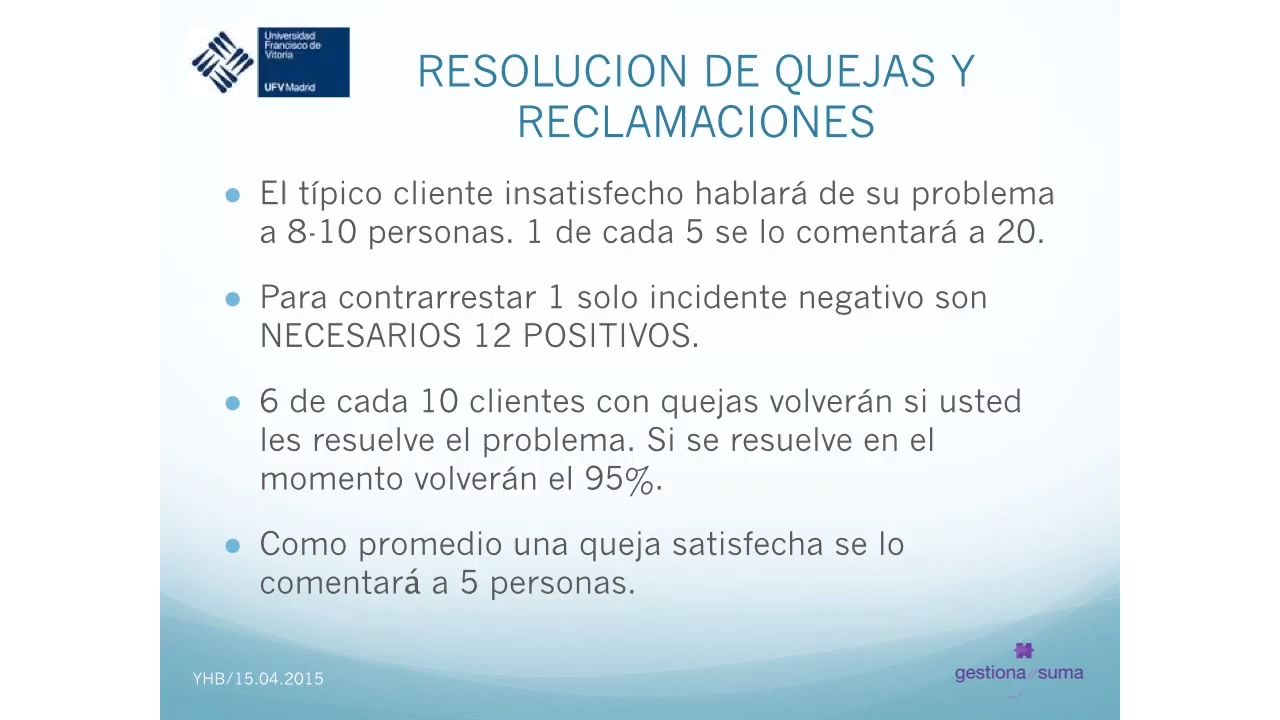 Universidad
Francisco de
Vitoria
UFV Madrid
RESOLUCION DE QUEJAS Y
RECLAMACIONES
● El típico cliente insatisfecho hablará de su problema
a 8-10 personas. 1 de cada 5 se lo comentará a 20.
● Para contrarrestar 1 solo incidente negativo son
NECESARIOS 12 POSITIVOS.
● 6 de cada 10 clientes con quejas volverán si usted
les resuelve el problema. Si se resuelve en el
momento volverán el 95%.
● Como promedio una queja satisfecha se lo
comentará a 5 personas.
YHB/15.04.2015
gestiona y suma